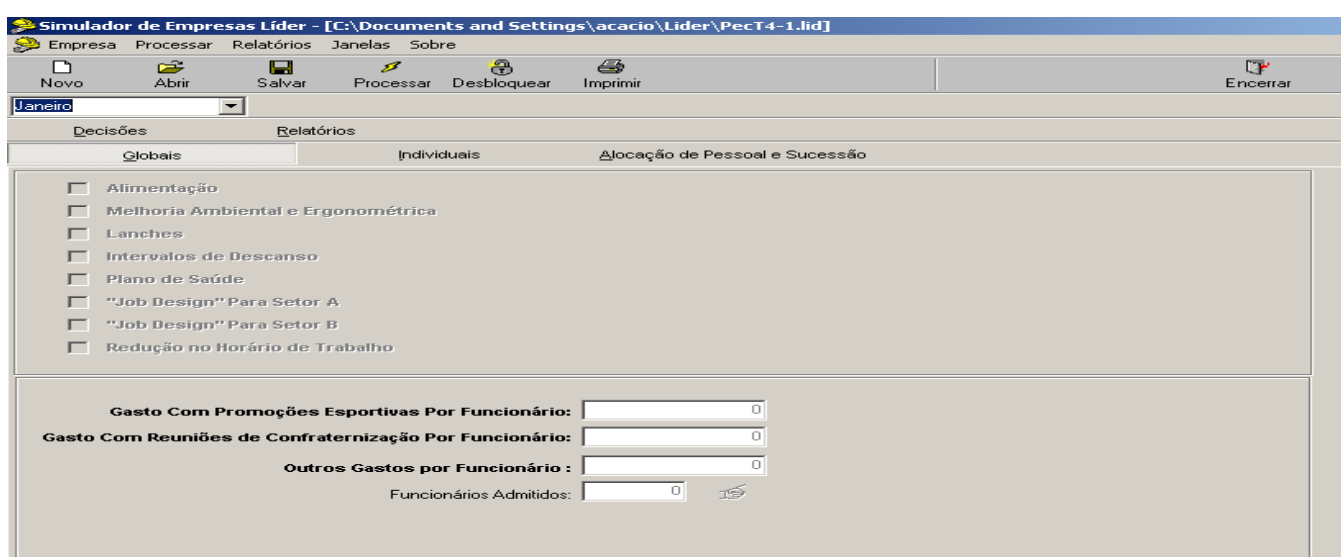 Simulador de Empresas Líder - [C:\Documents and Settings\acacio\Lider\PecT4-1.lid]
Empresa Processar Relatórios Janelas Sobre
Novo Abrir Salvar Processar Desbloquear Imprimir Encerrar
Janeiro
Decisões Relatórios
Globais Individuais Alocação de Pessoal e Sucessão
Alimentação
Melhoria Ambiental e Ergonométrica
Lanches
Intervalos de Descanso
Plano de Saúde
"Job Design" Para Setor A
"Job Design" Para Setor B
Redução no Horário de Trabalho
Gasto Com Promoções Esportivas Por Funcionário: 0
Gasto Com Reuniões de Confraternização Por Funcionário: 0
Outros Gastos por Funcionário : 0
Funcionários Admitidos: 0